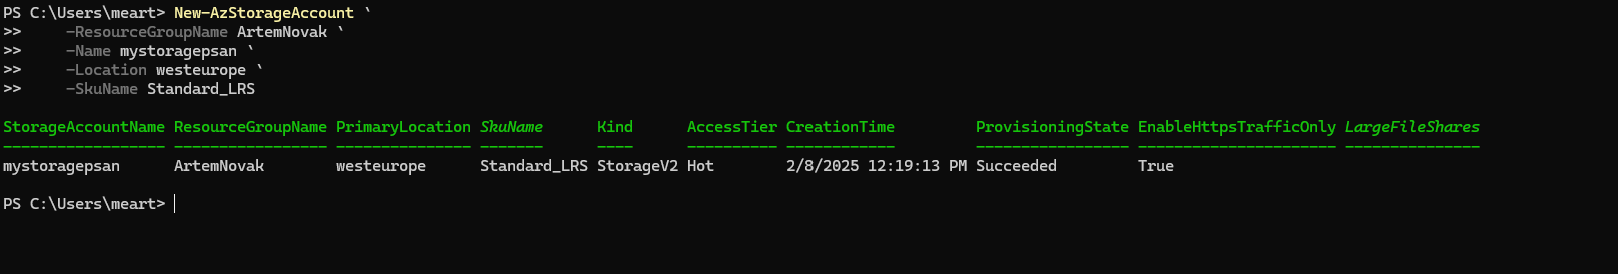 PS C:\Users\meart> New-AzStorageAccount `
>>     -ResourceGroupName ArtemNovak `
>>     -Name mystoragepsan `
>>     -Location westeurope `
>>     -SkuName Standard_LRS
StorageAccountName ResourceGroupName PrimaryLocation SkuName      Kind      AccessTier CreationTime         ProvisioningState EnableHttpsTrafficOnly LargeFileShares
------------------ ----------------- --------------- -------      ----      ---------- ------------         ----------------- ---------------------- ---------------
mystoragepsan      ArtemNovak        westeurope      Standard_LRS StorageV2 Hot        2/8/2025 12:19:13 PM Succeeded         True
PS C:\Users\meart>